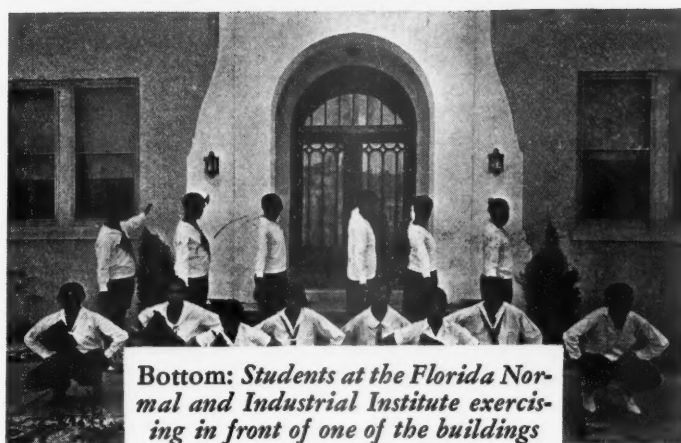 Bottom: Students at the Florida Nor-
mal and Industrial Institute exercis-
ing in front of one of the buildings